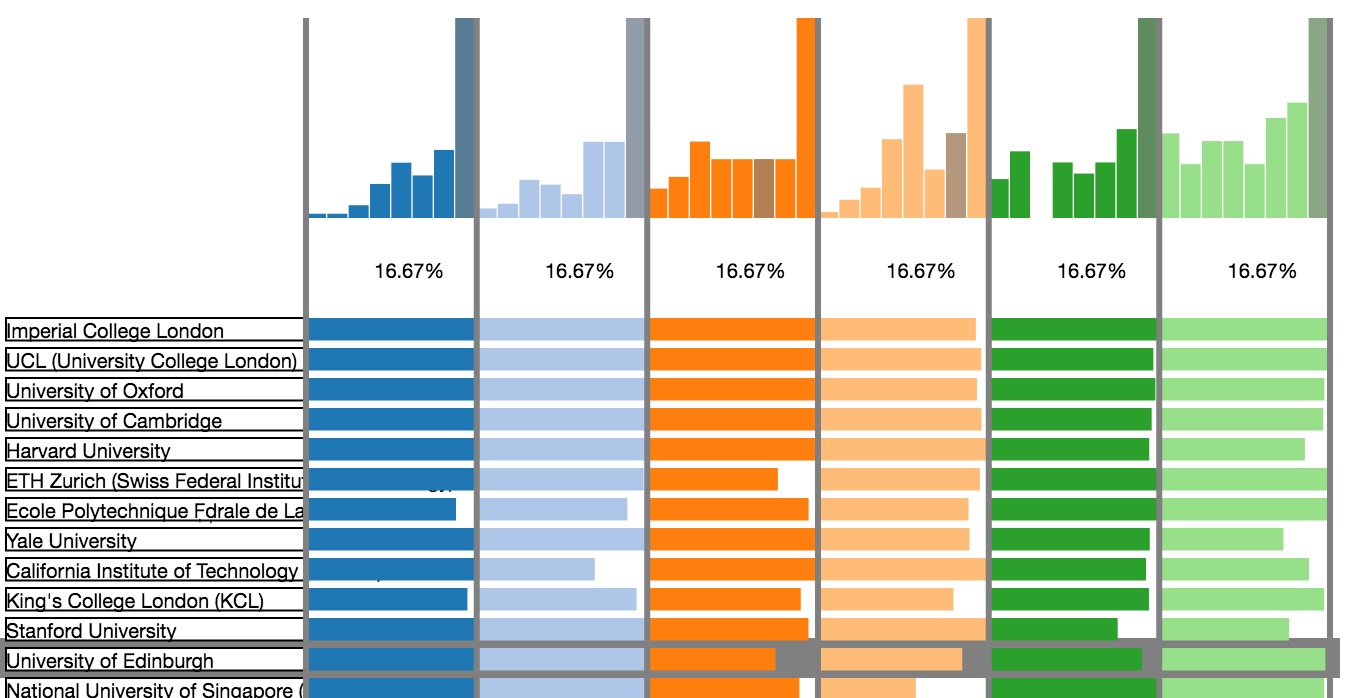 16.67% 16.67% 16.67% 16.67% 16.67% 16.67%
Imperial College London
UCL (University College London)
University of Oxford
University of Cambridge
Harvard University
ETH Zurich (Swiss Federal Institu
Ecole Polytechnique Fdrale de La
Yale University
California Institute of Technology
King's College London (KCL)
Stanford University
University of Edinburgh
National University of Singapore (